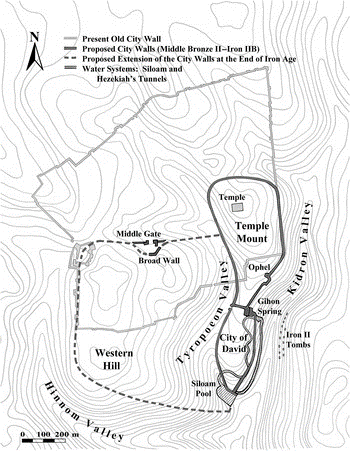 N
Present Old City Wall
Proposed City Walls (Middle Bronze II–Iron IIB)
Proposed Extension of the City Walls at the End of Iron Age
Water Systems: Siloam and
Hezekiah's Tunnels
Temple
Temple
Mount
Middle Gate
Broad Wall
Ophel
Kidron Valley
Tyropoeon Valley
Gihon
Spring
City of
David
Iron II
Tombs
Western
Hill
Siloam
Pool
Hinnom Valley
0 100 200 m